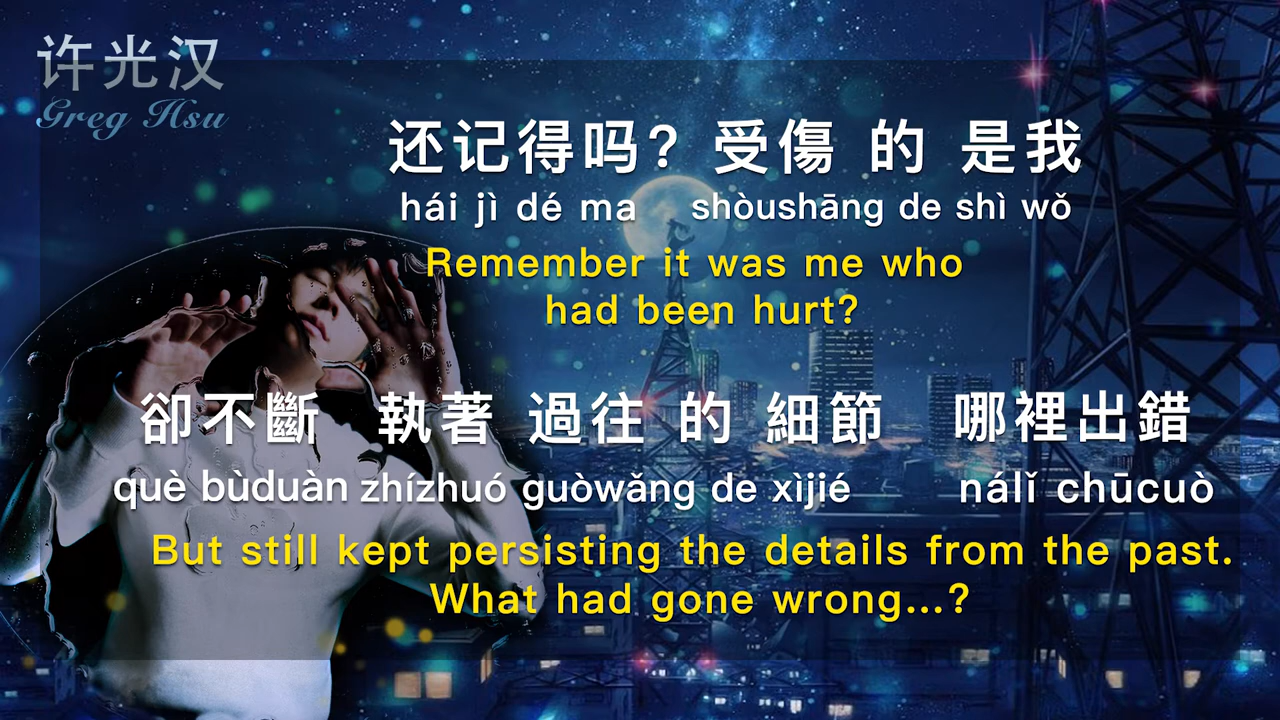 许光汉
Greg Hsu
还记得吗? 受傷 的 是我
hái jì dé ma shòushāng de shì wǒ
Remember it was me who
had been hurt?
卻不斷 執著 過往 的 細節 哪裡出錯
què bùduàn zhízhuó guòwǎng de xìjié nálǐ chūcuò
But still kept persisting the details from the past.
What had gone wrong...?